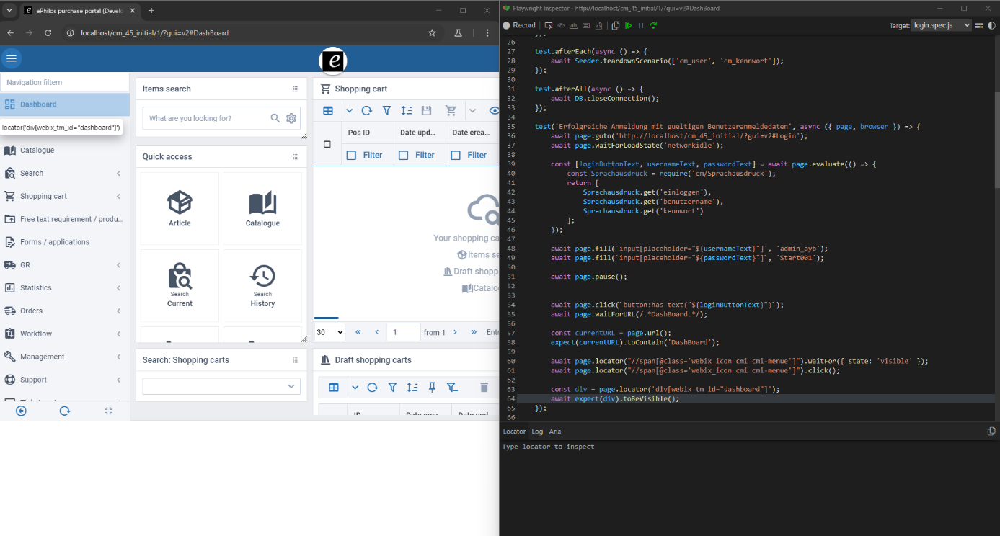 ePhilos purchase portal (Develo
localhost/cm_45_initial/1/?gui=v2#DashBoard
e
Navigation filtern
Dashboard
locator('div[webix_tm_id="dashboard"]')
Catalogue
Search
Shopping cart
Free text requirement / produ...
Forms / applications
GR
Statistics
Orders
Workflow
Management
Support
Items search
What are you looking for?
Quick access
Article
Catalogue
Search
Current
Search
History
Search: Shopping carts
Shopping cart
Pos ID
Date upd...
Date crea...
Filter
Filter
Filter
Your shopping ca
Items se
Draft shopp
Catalo
30
1
from 1
Entr
Draft shopping carts
ID
Date crea
Date upd
Playwright Inspector - http://localhost/cm_45_initial/1/?gui=v2#DashBoard
Record
Target:
login.spec.js
26
27 test.afterEach(async () => {
28 await Seeder.teardownScenario(['cm_user', 'cm_kennwort']);
29 });
30
31 test.afterAll(async () => {
32 await DB.closeConnection();
33 });
34
35 test('Erfolgreiche Anmeldung mit gueltigen Benutzeranmeldedaten', async ({ page, browser }) => {
36 await page.goto('http://localhost/cm_45_initial/?gui=v2#Login');
37 await page.waitForLoadState('networkidle');
38
39 const [loginButtonText, usernameText, passwordText] = await page.evaluate(() => {
40 const Sprachausdruck = require('cm/Sprachausdruck');
41 return [
42 Sprachausdruck.get('einloggen'),
43 Sprachausdruck.get('benutzername'),
44 Sprachausdruck.get('kennwort')
45 ];
46 });
47
48 await page.fill(`input[placeholder="${usernameText}"]`, 'admin_ayb');
49 await page.fill(`input[placeholder="${passwordText}"]`, 'Start001');
50
51 await page.pause();
52
53
54 await page.click(`button:has-text("${loginButtonText}")`);
55 await page.waitForURL(/.*DashBoard.*/);
56
57 const currentURL = page.url();
58 expect(currentURL).toContain('DashBoard');
59
60 await page.locator("//span[@class='webix_icon cmi cmi-menue']").waitFor({ state: 'visible' });
61 await page.locator("//span[@class='webix_icon cmi cmi-menue']").click();
62
63 const div = page.locator('div[webix_tm_id="dashboard"]');
64 await expect(div).toBeVisible();
65 });
66
Locator
Log
Aria
Type locator to inspect